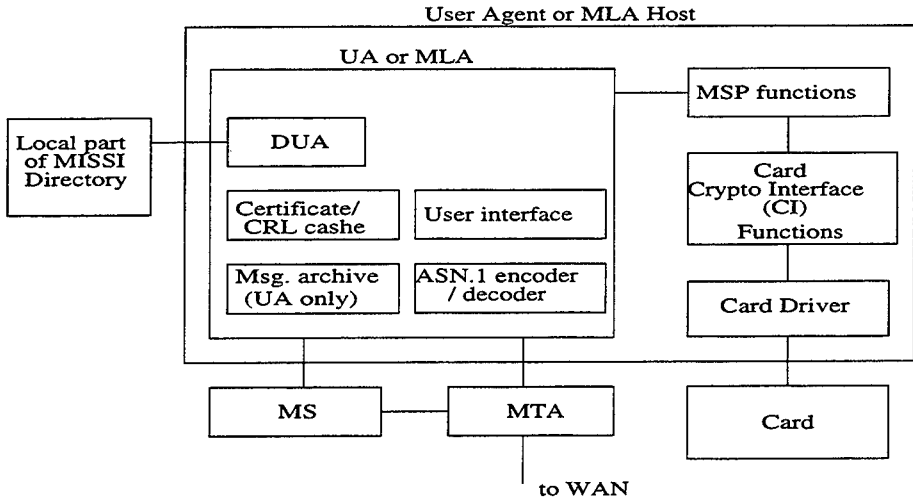 User Agent or MLA Host
UA or MLA
MSP functions
Local part
of MISSI
Directory
DUA
Card
Crypto Interface
(CI)
Functions
Certificate/
CRL cashe
User interface
Msg. archive
(UA only)
ASN.1 encoder
/ decoder
Card Driver
MS
MTA
Card
to WAN